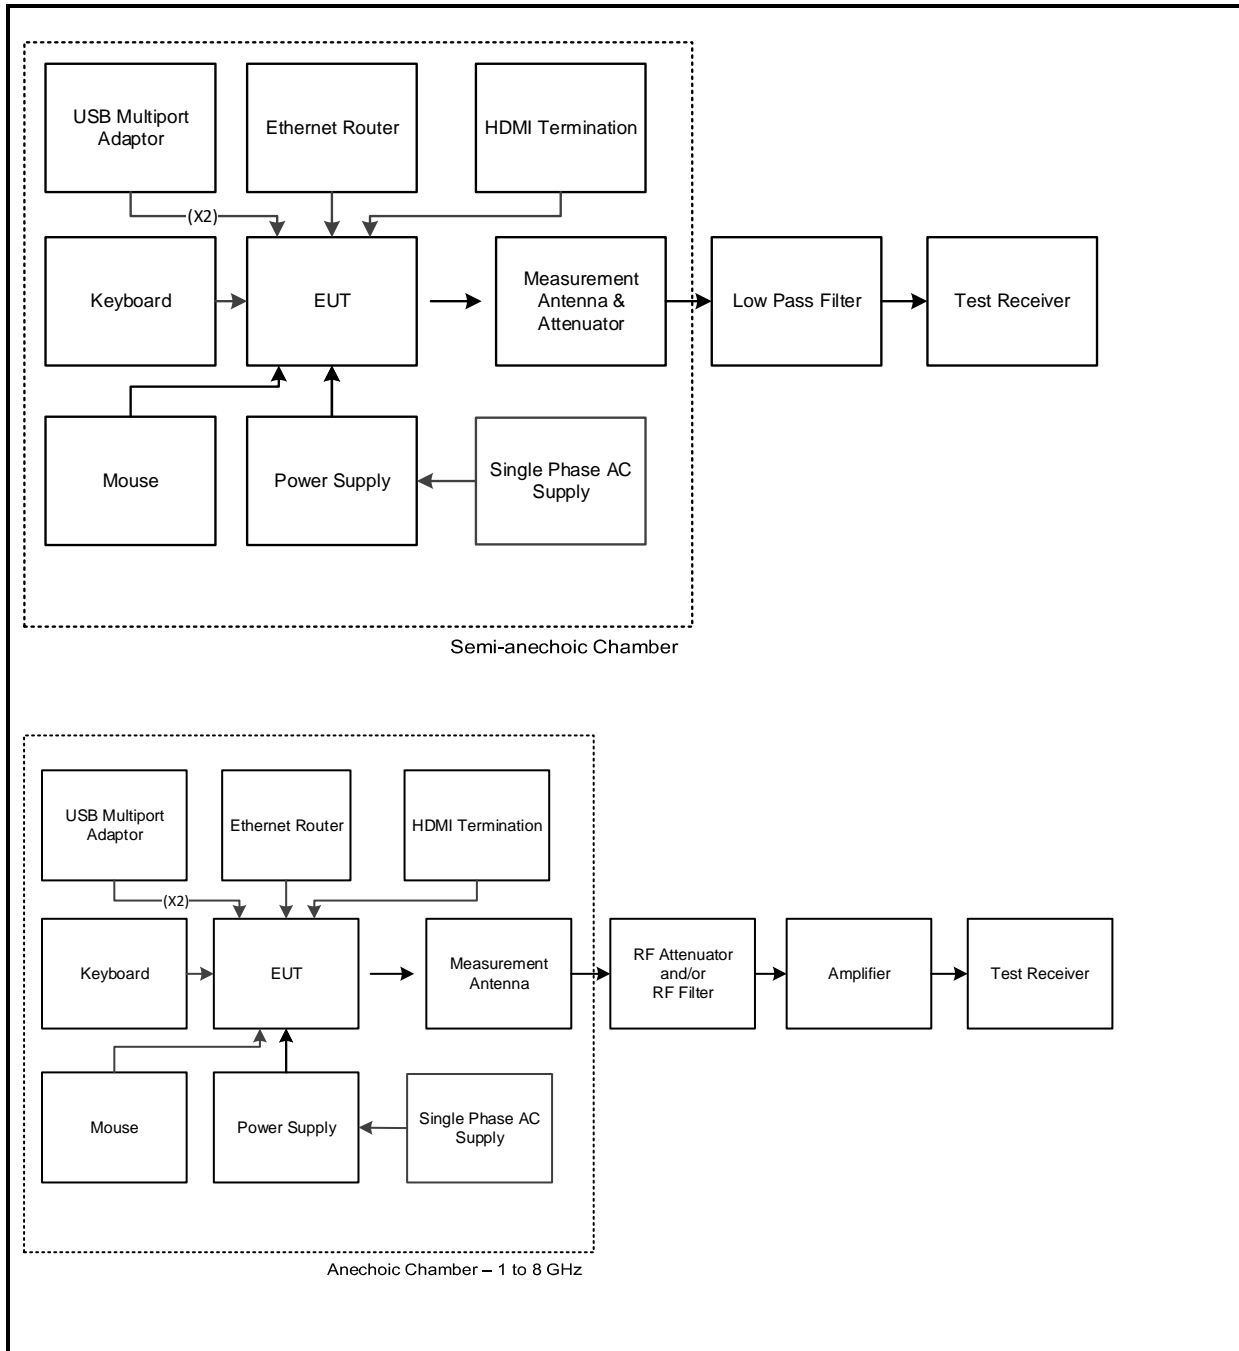 USB Multiport
Adaptor
Ethernet Router
HDMI Termination
(X2)
Keyboard
EUT
Measurement
Antenna &
Attenuator
Low Pass Filter
Test Receiver
Mouse
Power Supply
Single Phase AC
Supply
Semi-anechoic Chamber
USB Multiport
Adaptor
Ethernet Router
HDMI Termination
(X2)
Keyboard
EUT
Measurement
Antenna
RF Attenuator
and/or
RF Filter
Amplifier
Test Receiver
Mouse
Power Supply
Single Phase AC
Supply
Anechoic Chamber – 1 to 8 GHz